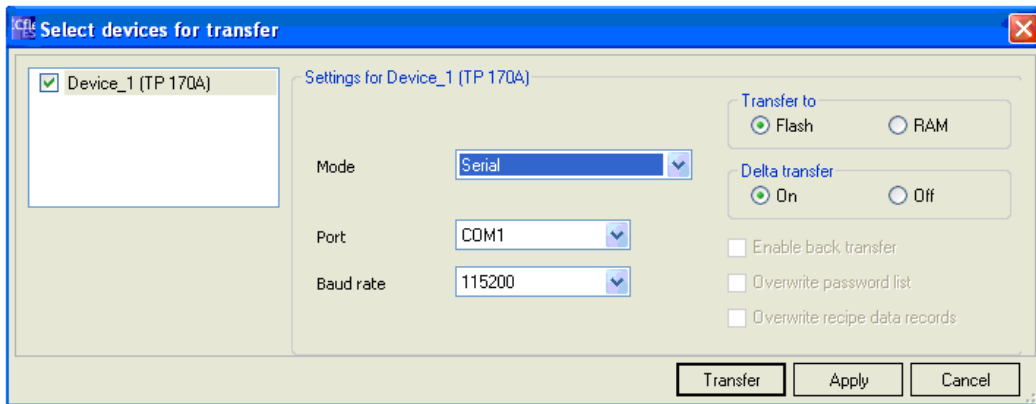 Select devices for transfer
Device_1 (TP 170A)
Settings for Device_1 (TP 170A)
Mode
Serial
Port
COM1
Baud rate
115200
Transfer to
Flash
RAM
Delta transfer
On
Off
Enable back transfer
Overwrite password list
Overwrite recipe data records
Transfer
Apply
Cancel